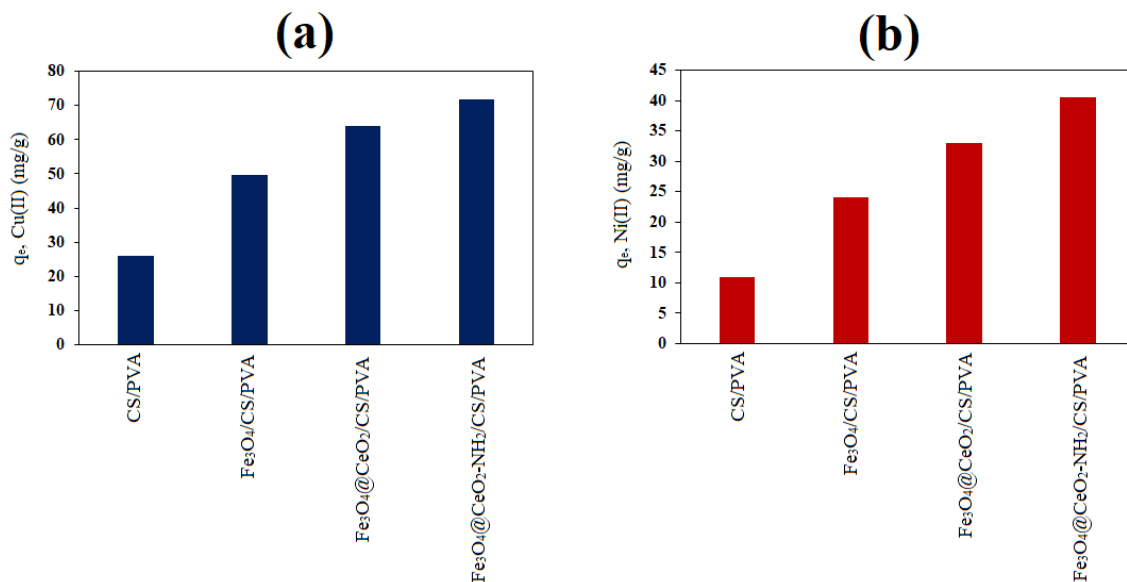 (a)
80
70
60
50
40
30
20
10
0
qₑ, Cu(II) (mg/g)
CS/PVA
Fe₃O₄/CS/PVA
Fe₃O₄@CeO₂/CS/PVA
Fe₃O₄@CeO₂-NH₂/CS/PVA
(b)
45
40
35
30
25
20
15
10
5
0
qₑ, Ni(II) (mg/g)
CS/PVA
Fe₃O₄/CS/PVA
Fe₃O₄@CeO₂/CS/PVA
Fe₃O₄@CeO₂-NH₂/CS/PVA